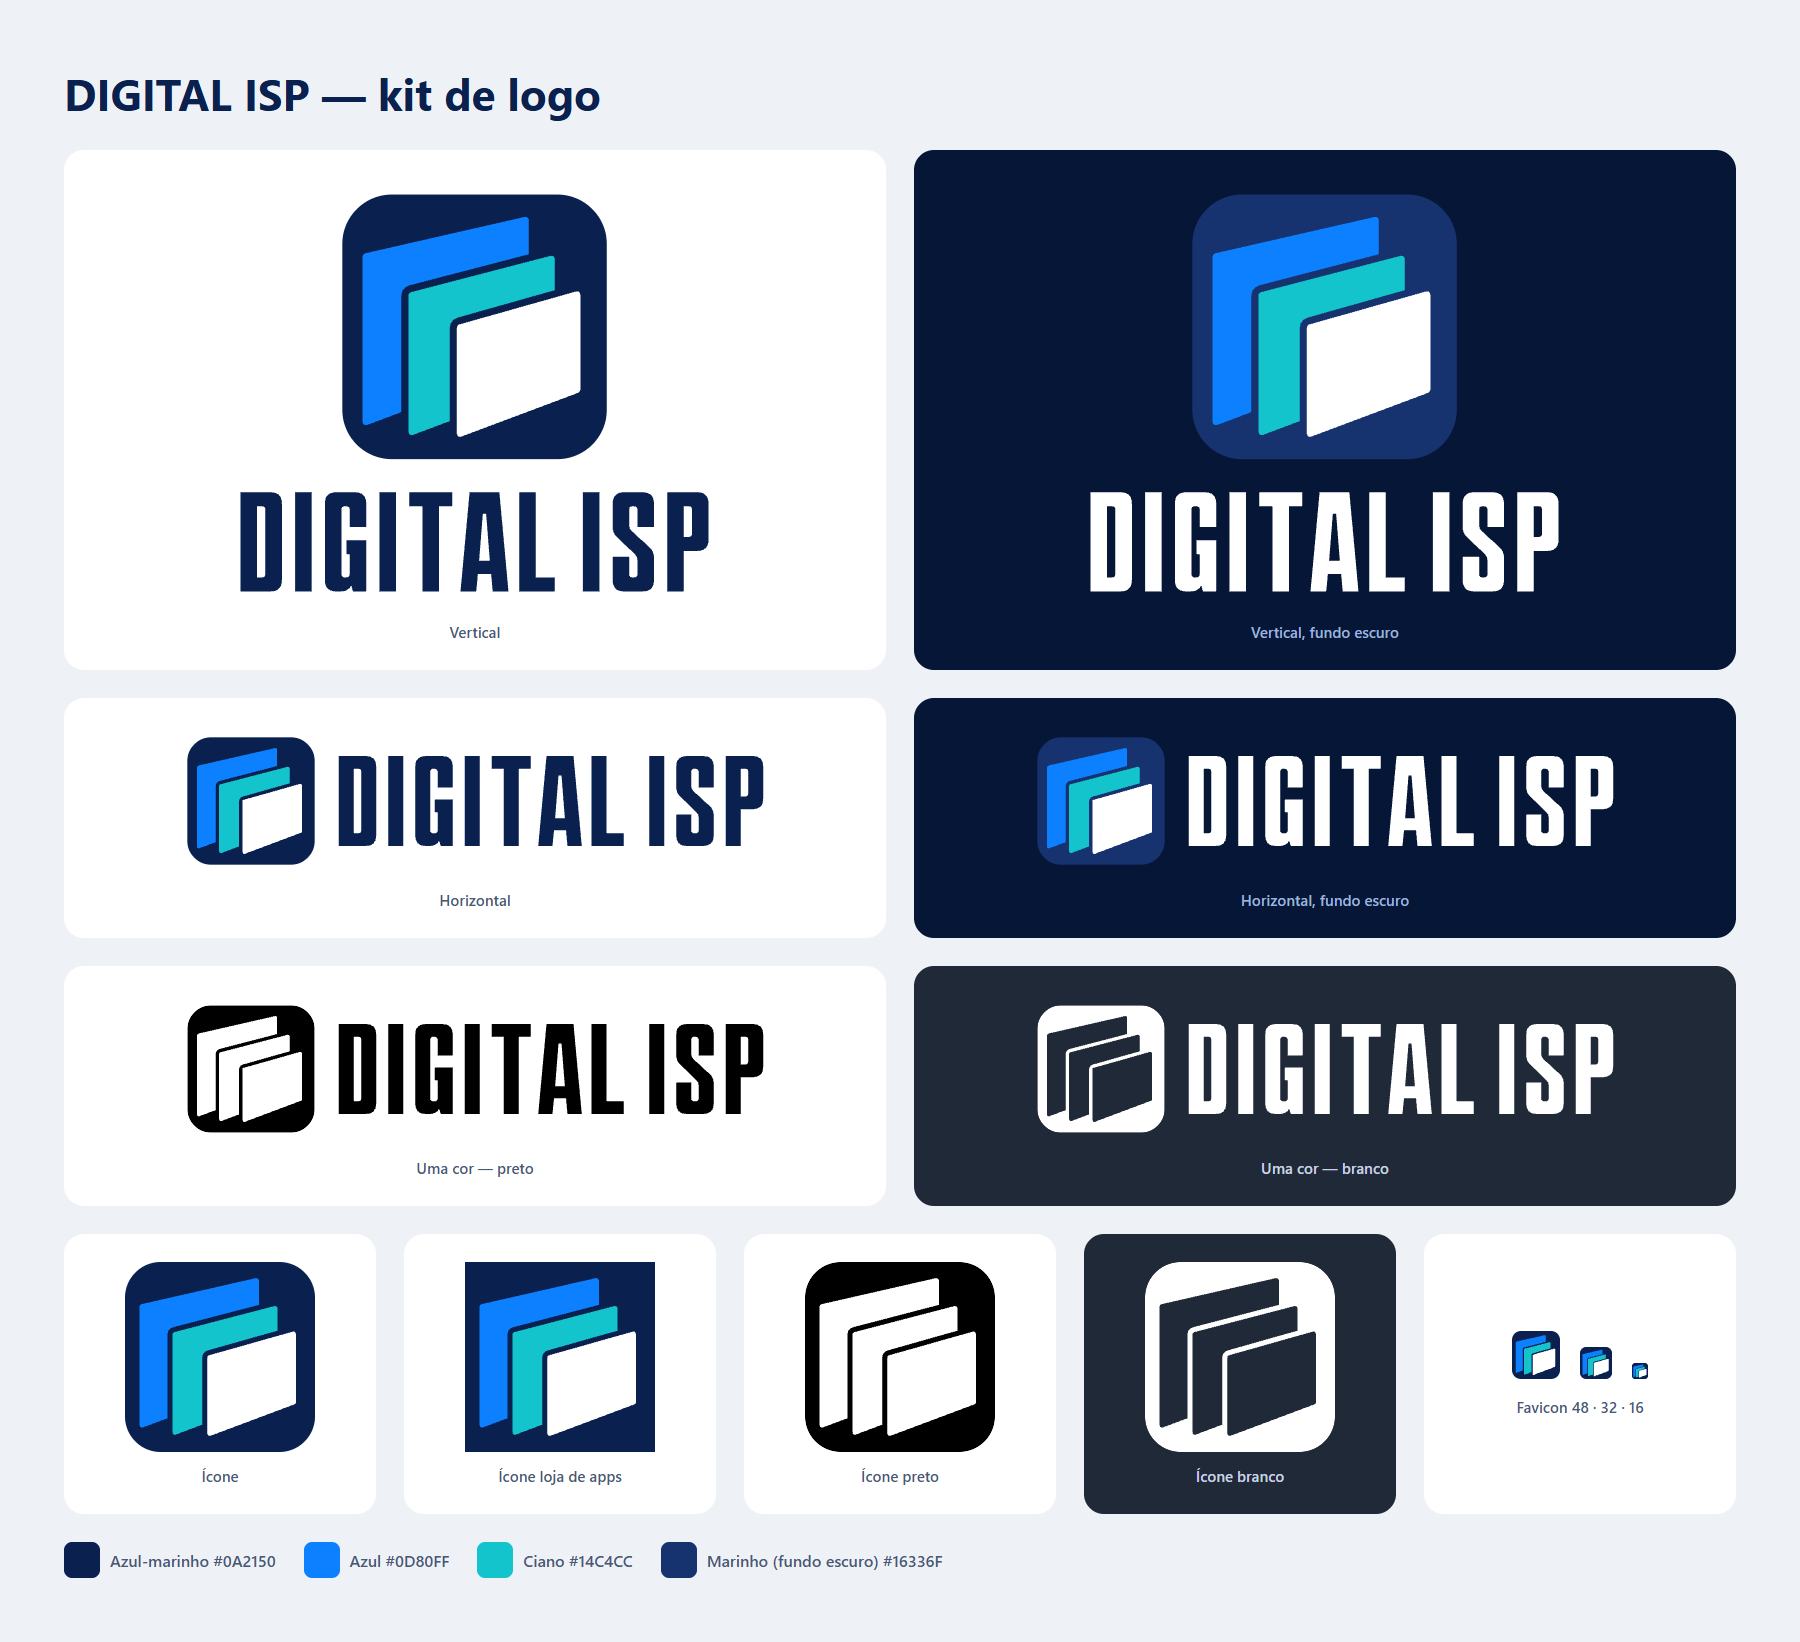 DIGITAL ISP — kit de logo
DIGITAL ISP
Vertical
DIGITAL ISP
Vertical, fundo escuro
DIGITAL ISP
Horizontal
DIGITAL ISP
Horizontal, fundo escuro
DIGITAL ISP
Uma cor — preto
DIGITAL ISP
Uma cor — branco
Ícone
Ícone loja de apps
Ícone preto
Ícone branco
Favicon 48 · 32 · 16
Azul-marinho #0A2150
Azul #0D80FF
Ciano #14C4CC
Marinho (fundo escuro) #16336F